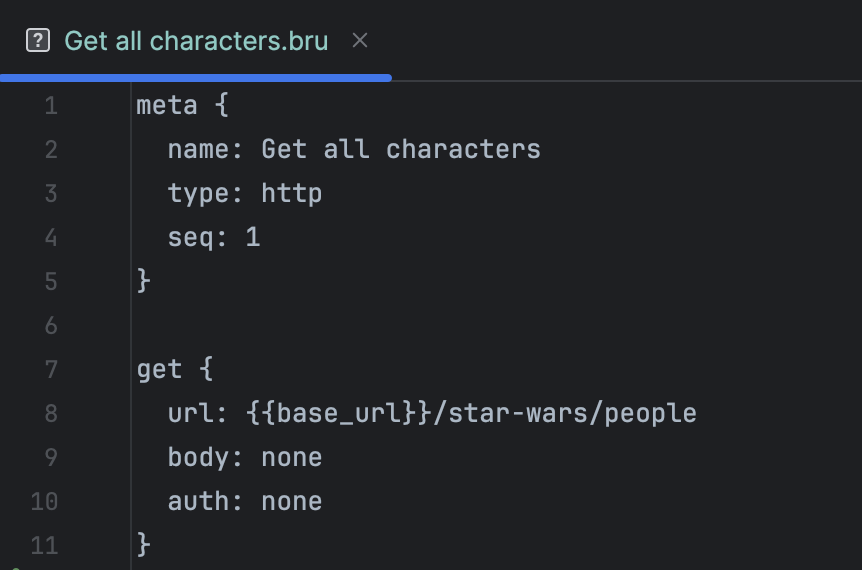 Get all characters.bru
1 meta {
2   name: Get all characters
3   type: http
4   seq: 1
5 }
6
7 get {
8   url: {{base_url}}/star-wars/people
9   body: none
10   auth: none
11 }